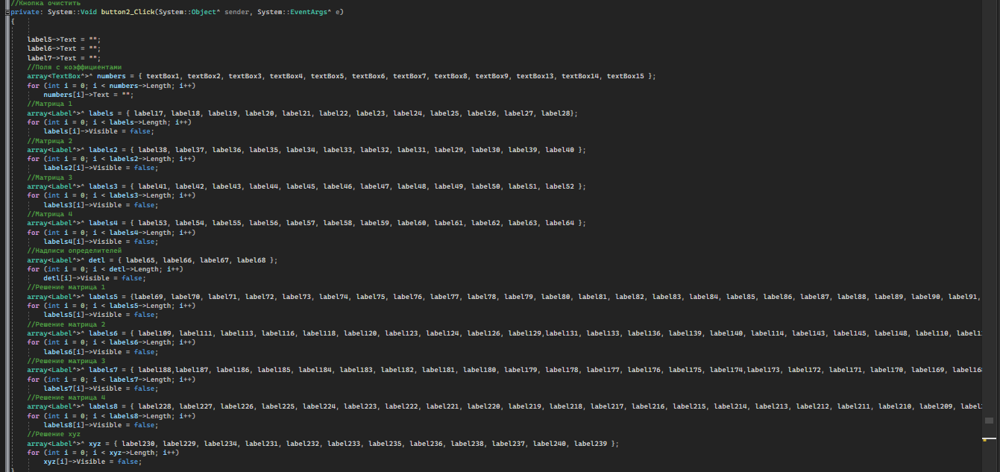 //Кнопка очистить
private: System::Void button2_Click(System::Object^ sender, System::EventArgs^ e)
{
label5->Text = "";
label6->Text = "";
label7->Text = "";
//Поля с коэффициентами
array<TextBox^>^ numbers = { textBox1, textBox2, textBox3, textBox4, textBox5, textBox6, textBox7, textBox8, textBox9, textBox13, textBox14, textBox15 };
for (int i = 0; i < numbers->Length; i++)
numbers[i]->Text = "";
//Матрица 1
array<Label^>^ labels = { label17, label18, label19, label20, label21, label22, label23, label24, label25, label26, label27, label28};
for (int i = 0; i < labels->Length; i++)
labels[i]->Visible = false;
//Матрица 2
array<Label^>^ labels2 = { label38, label37, label36, label35, label34, label33, label32, label31, label29, label30, label39, label40 };
for (int i = 0; i < labels2->Length; i++)
labels2[i]->Visible = false;
//Матрица 3
array<Label^>^ labels3 = { label41, label42, label43, label44, label45, label46, label47, label48, label49, label50, label51, label52 };
for (int i = 0; i < labels3->Length; i++)
labels3[i]->Visible = false;
//Матрица 4
array<Label^>^ labels4 = { label53, label54, label55, label56, label57, label58, label59, label60, label61, label62, label63, label64 };
for (int i = 0; i < labels4->Length; i++)
labels4[i]->Visible = false;
//Надписи определителей
array<Label^>^ detl = { label65, label66, label67, label68 };
for (int i = 0; i < detl->Length; i++)
detl[i]->Visible = false;
//Решение матрица 1
array<Label^>^ labels5 = {label69, label70, label71, label72, label73, label74, label75, label76, label77, label78, label79, label80, label81, label82, label83, label84, label85, label86, label87, label88, label89, label90, label91,
for (int i = 0; i < labels5->Length; i++)
labels5[i]->Visible = false;
//Решение матрица 2
array<Label^>^ labels6 = { label109, label111, label113, label116, label118, label120, label123, label124, label126, label129,label131, label133, label136, label139, label140, label114, label143, label145, label148, label110, label1
for (int i = 0; i < labels6->Length; i++)
labels6[i]->Visible = false;
//Решение матрица 3
array<Label^>^ labels7 = { label188,label187, label186, label185, label184, label183, label182, label181, label180, label179, label178, label177, label176, label175, label174,label173, label172, label171, label170, label169, label168
for (int i = 0; i < labels7->Length; i++)
labels7[i]->Visible = false;
//Решение матрица 4
array<Label^>^ labels8 = { label228, label227, label226, label225, label224, label223, label222, label221, label220, label219, label218, label217, label216, label215, label214, label213, label212, label211, label210, label209, label
for (int i = 0; i < labels8->Length; i++)
labels8[i]->Visible = false;
//Решение xyz
array<Label^>^ xyz = { label230, label229, label234, label231, label232, label233, label235, label236, label238, label237, label240, label239 };
for (int i = 0; i < xyz->Length; i++)
xyz[i]->Visible = false;
}